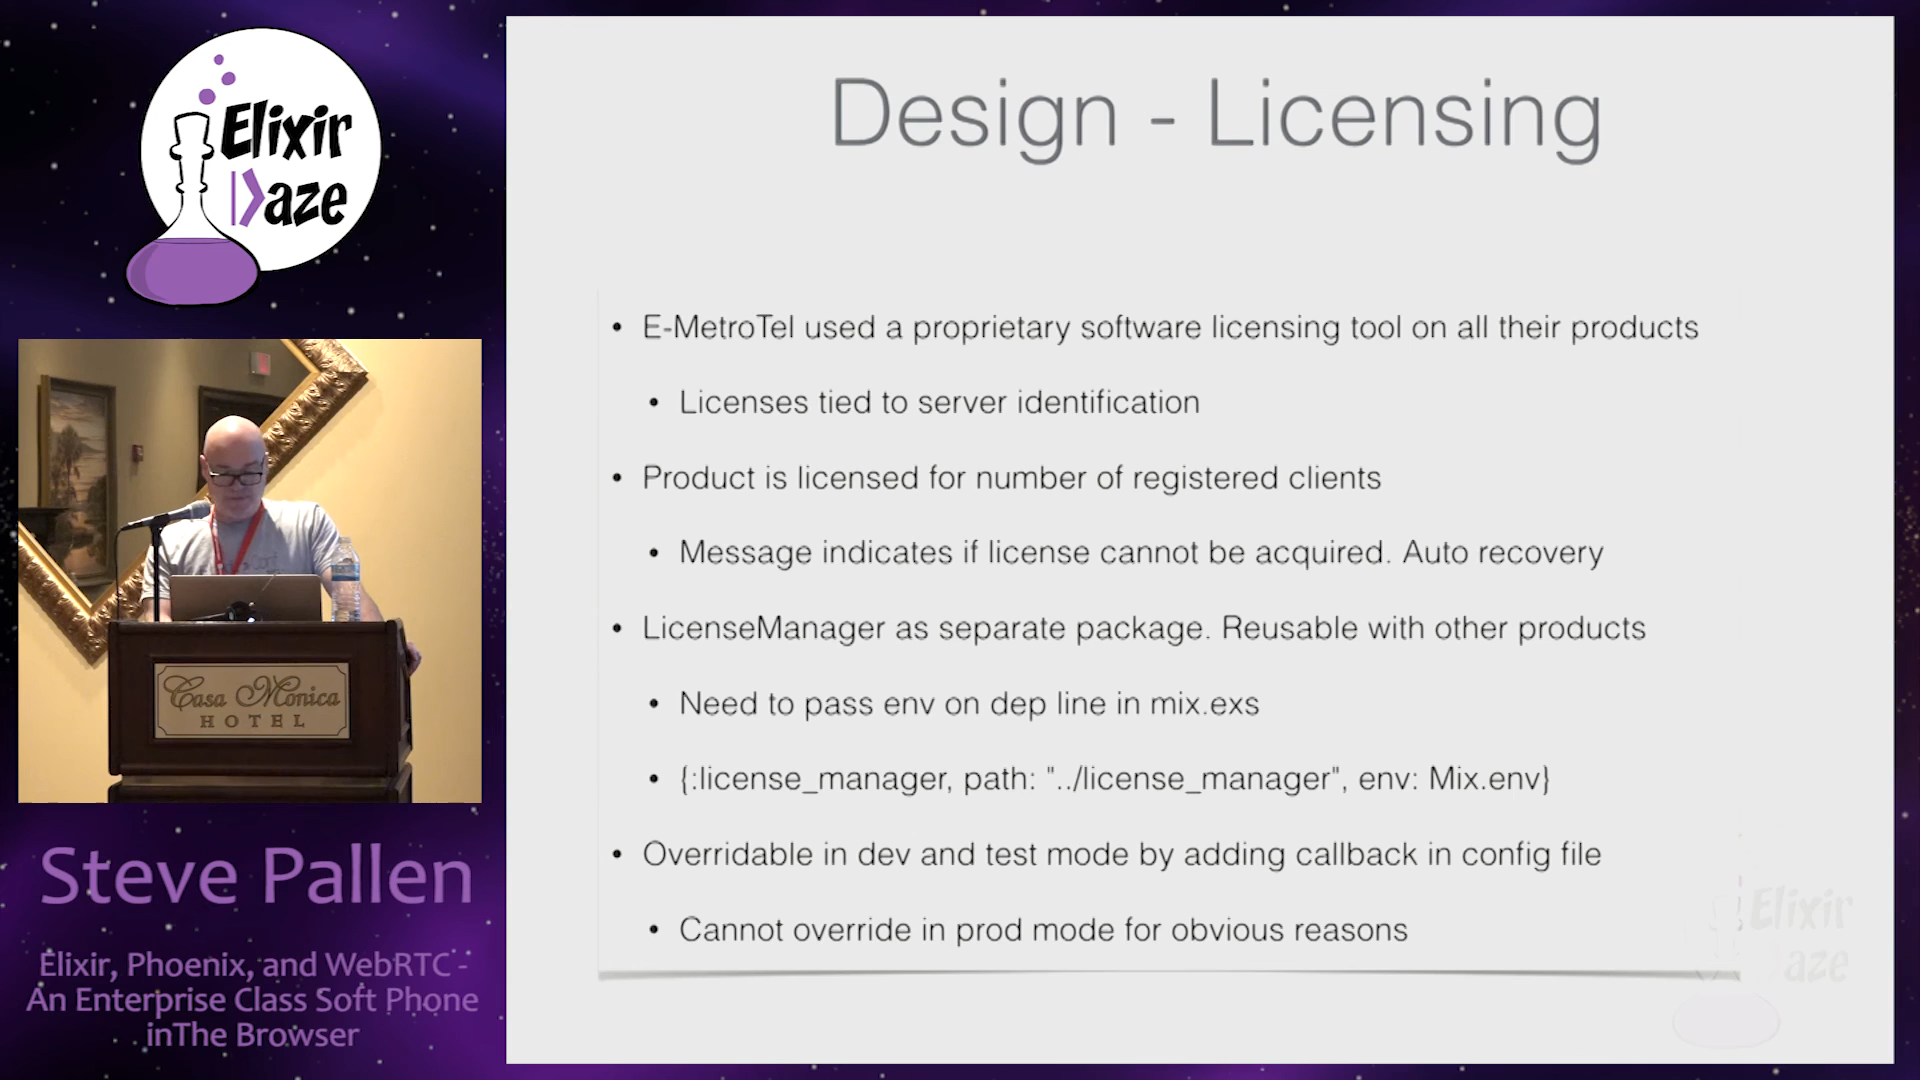 Elixir
Daze
Design - Licensing
• E-MetroTel used a proprietary software licensing tool on all their products
• Licenses tied to server identification
• Product is licensed for number of registered clients
• Message indicates if license cannot be acquired. Auto recovery
• LicenseManager as separate package. Reusable with other products
• Need to pass env on dep line in mix.exs
• {:license_manager, path: "../license_manager", env: Mix.env}
• Overridable in dev and test mode by adding callback in config file
• Cannot override in prod mode for obvious reasons
Casa Monica
HOTEL
Steve Pallen
Elixir, Phoenix, and WebRTC -
An Enterprise Class Soft Phone
inThe Browser
Elixir
Daze